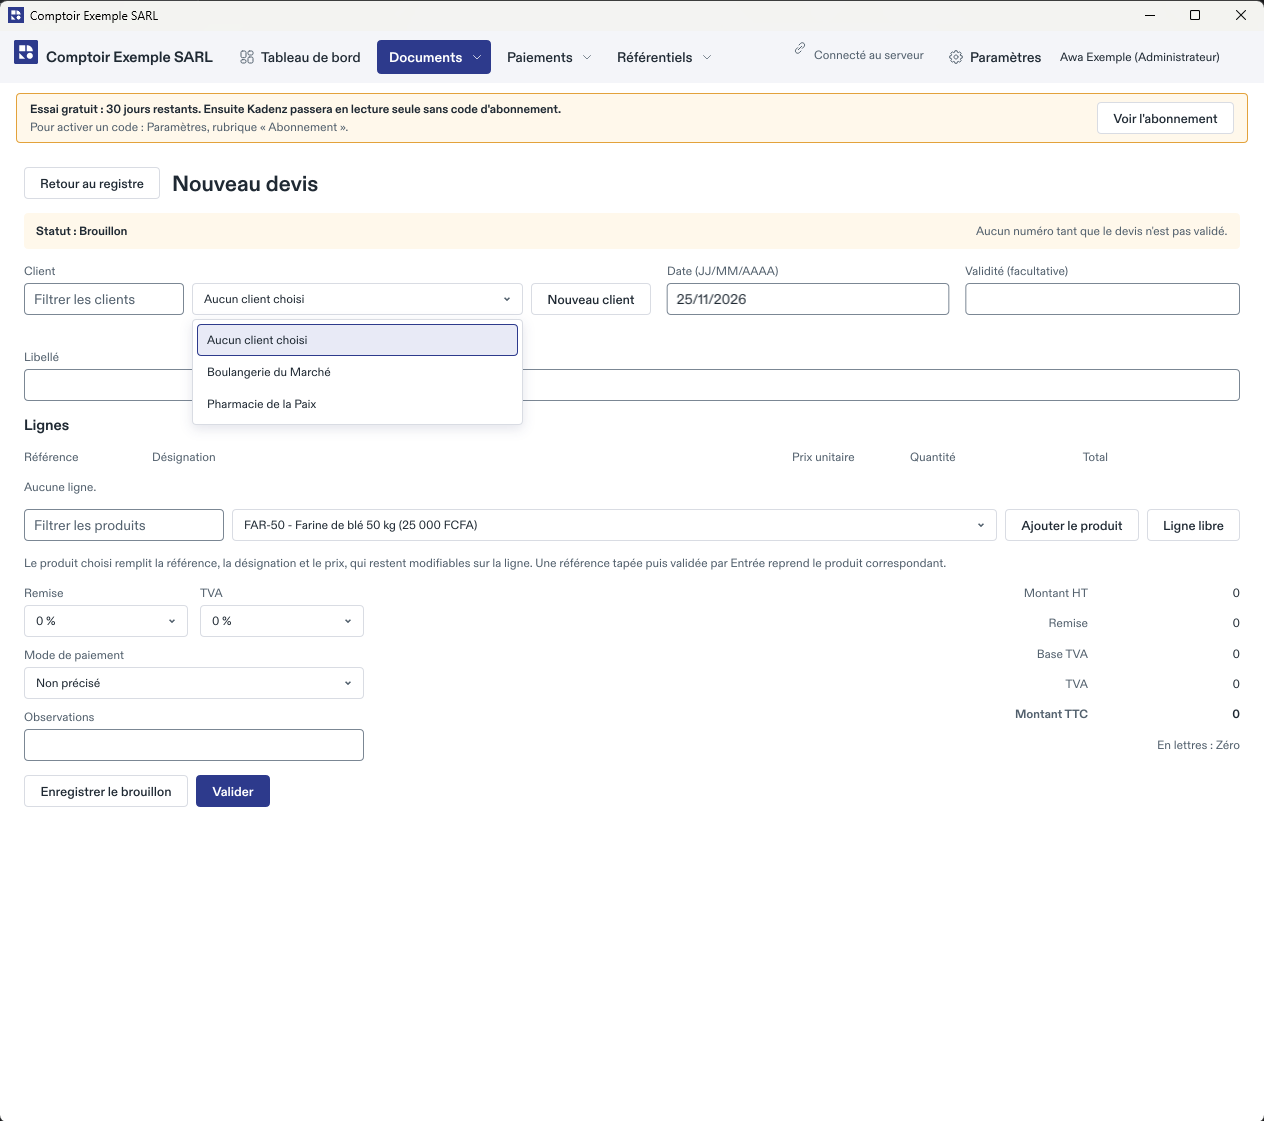 Comptoir Exemple SARL
Comptoir Exemple SARL
Tableau de bord
Documents
Paiements
Référentiels
Connecté au serveur
Paramètres
Awa Exemple (Administrateur)
Essai gratuit : 30 jours restants. Ensuite Kadenz passera en lecture seule sans code d'abonnement.
Pour activer un code : Paramètres, rubrique « Abonnement ».
Voir l'abonnement
Retour au registre
Nouveau devis
Statut : Brouillon
Aucun numéro tant que le devis n'est pas validé.
Client
Date (JJ/MM/AAAA)
Validité (facultative)
Filtrer les clients
Aucun client choisi
Nouveau client
25/11/2026
Aucun client choisi
Boulangerie du Marché
Pharmacie de la Paix
Libellé
Lignes
Référence
Désignation
Prix unitaire
Quantité
Total
Aucune ligne.
Filtrer les produits
FAR-50 - Farine de blé 50 kg (25 000 FCFA)
Ajouter le produit
Ligne libre
Le produit choisi remplit la référence, la désignation et le prix, qui restent modifiables sur la ligne. Une référence tapée puis validée par Entrée reprend le produit correspondant.
Remise
TVA
0 %
0 %
Mode de paiement
Non précisé
Observations
Montant HT 0
Remise 0
Base TVA 0
TVA 0
Montant TTC 0
En lettres : Zéro
Enregistrer le brouillon
Valider